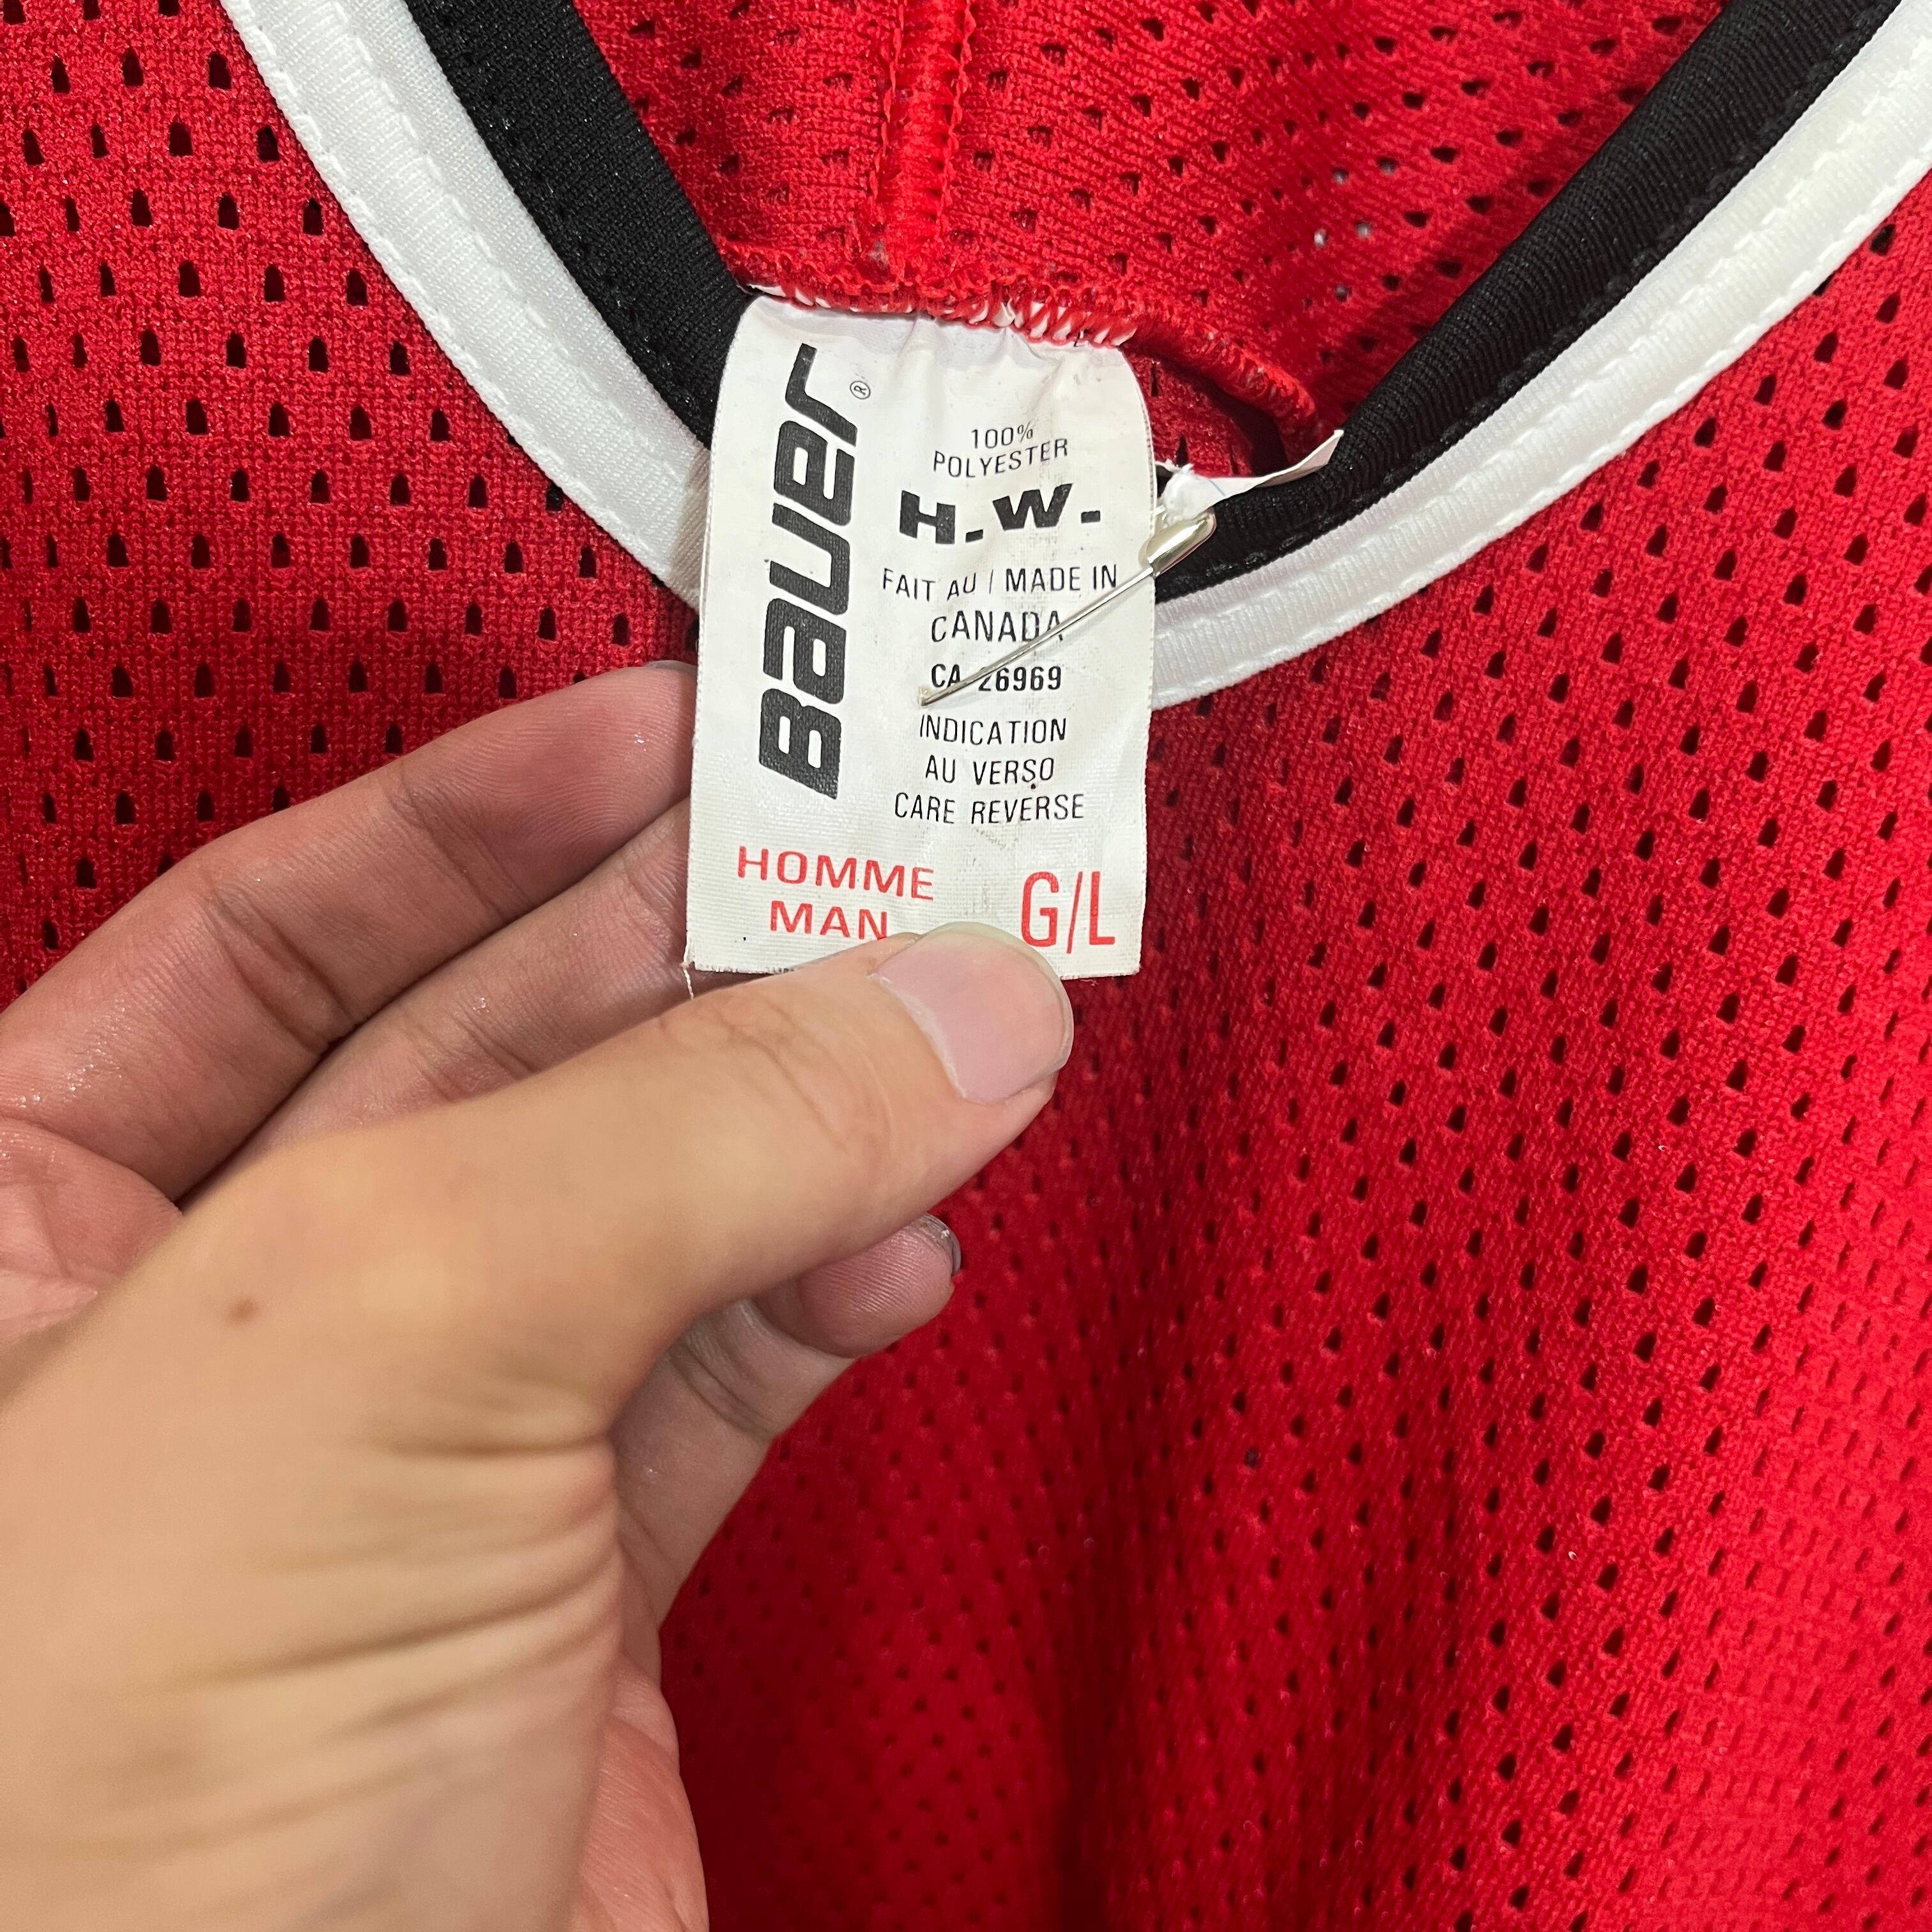 BAUER®
100%
POLYESTER
H.W.
FAIT AU / MADE IN
CANADA
CA 26969
INDICATION
AU VERSO
CARE REVERSE
HOMME
MAN
G/L